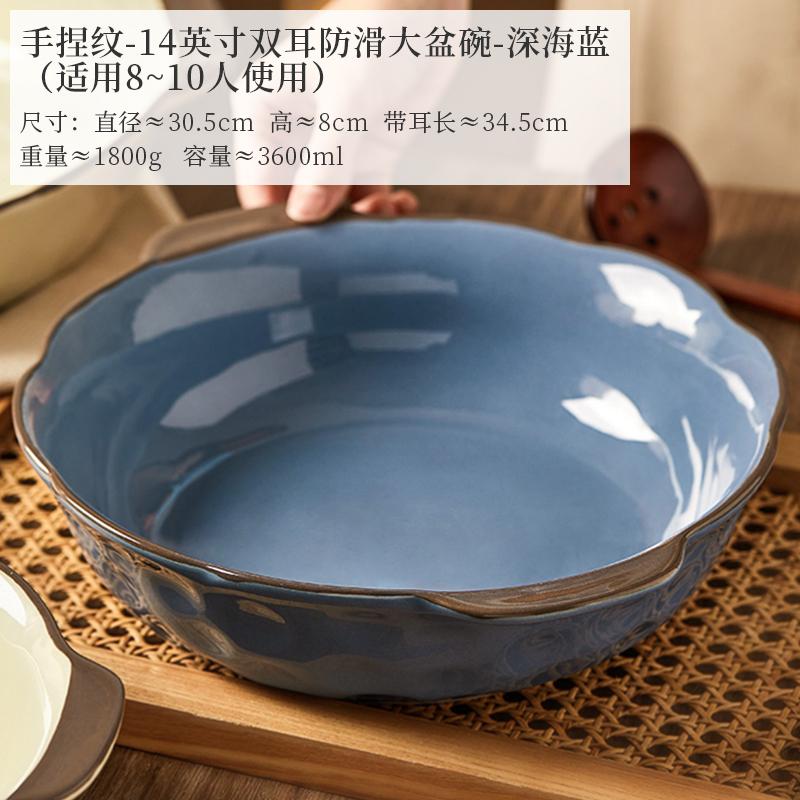 手捏纹-14英寸双耳防滑大盆碗-深海蓝
（适用8~10人使用）
尺寸：直径≈30.5cm 高≈8cm 带耳长≈34.5cm
重量≈1800g 容量≈3600ml